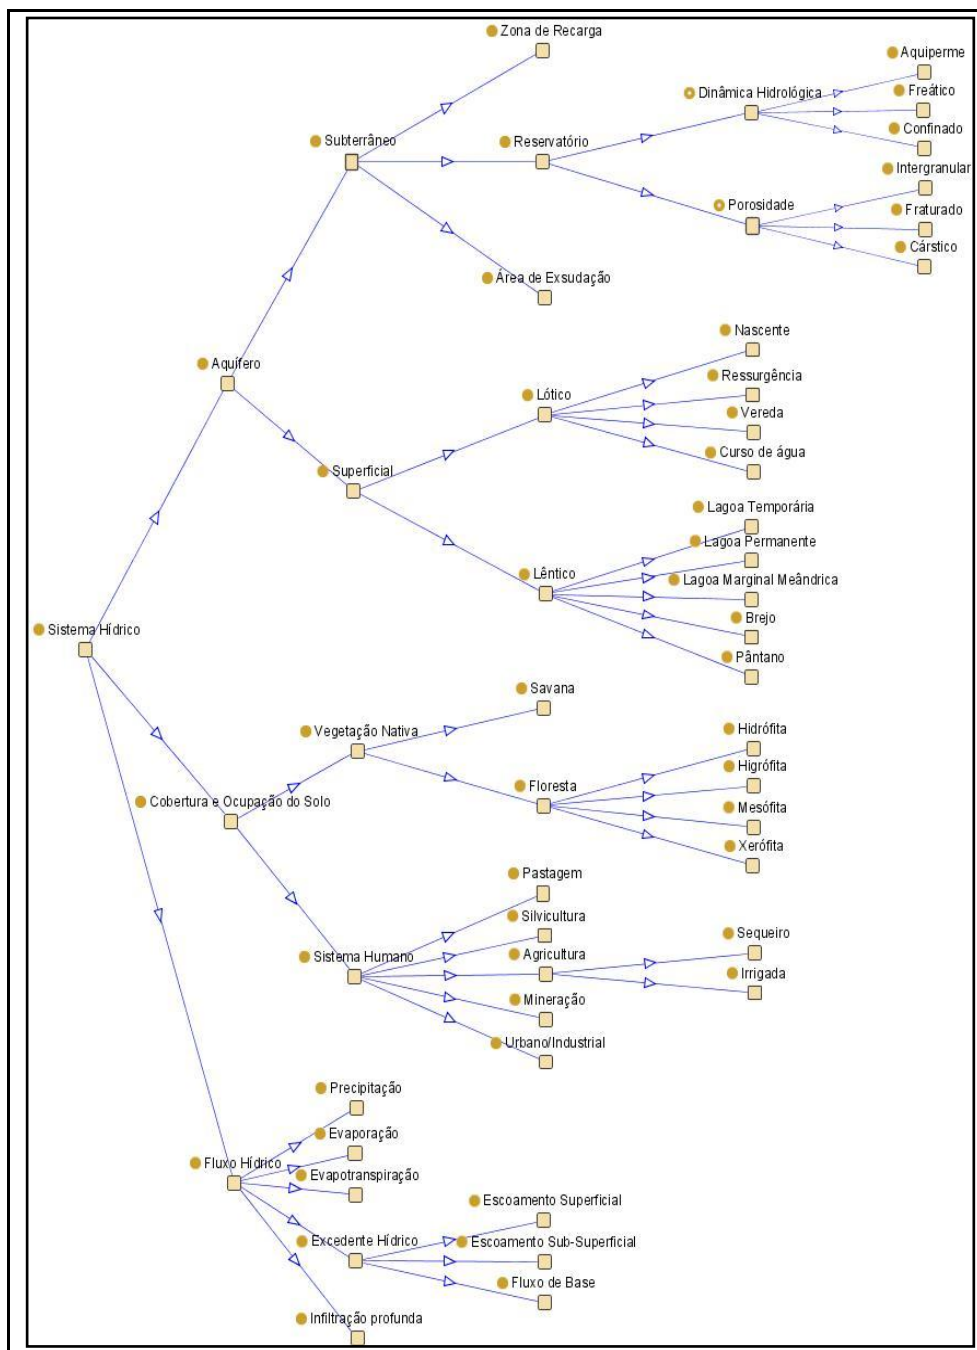 Zona de Recarga
Aquiperme
Dinâmica Hidrológica
Freático
Subterrâneo
Reservatório
Confinado
Intergranular
Porosidade
Fraturado
Cárstico
Área de Exsudação
Nascente
Aquífero
Ressurgência
Lótico
Vereda
Curso de água
Superficial
Lagoa Temporária
Lagoa Permanente
Lêntico
Lagoa Marginal Meândrica
Brejo
Sistema Hídrico
Pântano
Savana
Vegetação Nativa
Hidrófita
Higrófita
Floresta
Mesófita
Cobertura e Ocupação do Solo
Xerófita
Pastagem
Silvicultura
Sequeiro
Sistema Humano
Agricultura
Irrigada
Mineração
Urbano/Industrial
Precipitação
Evaporação
Fluxo Hídrico
Evapotranspiração
Escoamento Superficial
Excedente Hídrico
Escoamento Sub-Superficial
Fluxo de Base
Infiltração profunda